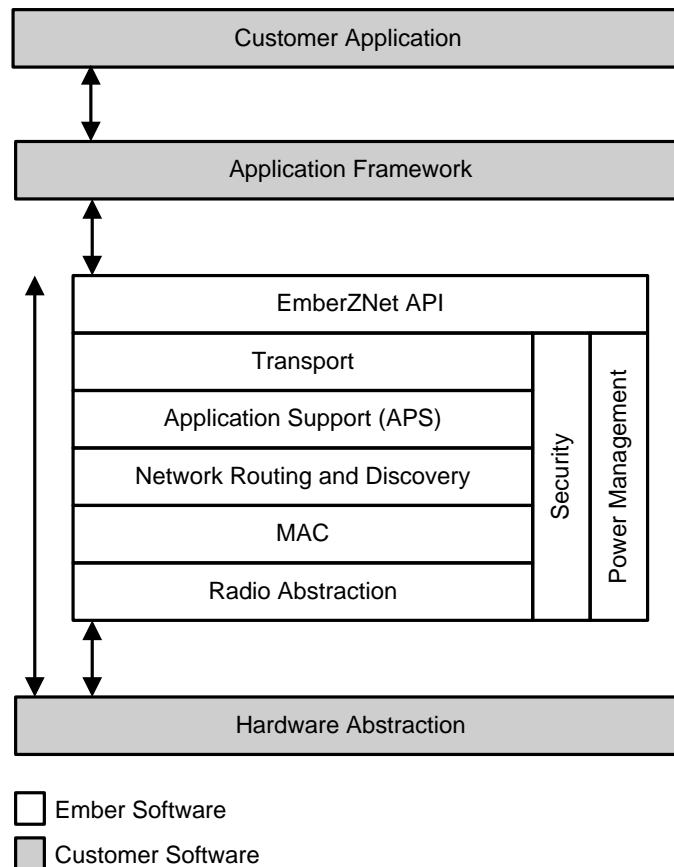 Customer Application
Application Framework
EmberZNet API
Transport
Application Support (APS)
Network Routing and Discovery
MAC
Radio Abstraction
Security
Power Management
Hardware Abstraction
Ember Software
Customer Software